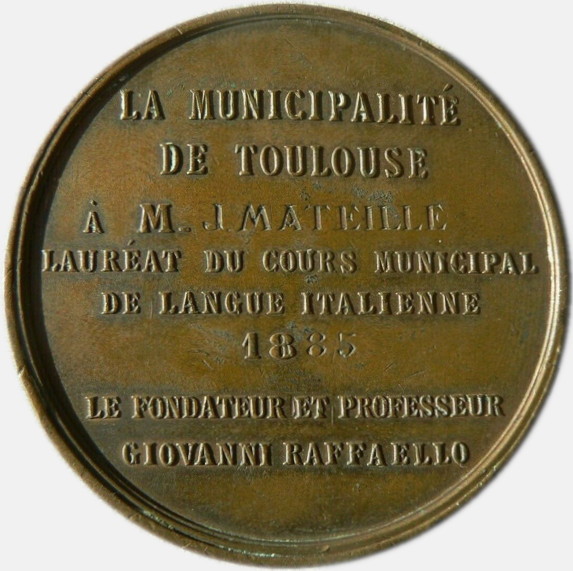 LA MUNICIPALITÉ
DE TOULOUSE
À M. J MATEILLE
LAURÉAT DU COURS MUNICIPAL
DE LANGUE ITALIENNE
1885
LE FONDATEUR ET PROFESSEUR
GIOVANNI RAFFAELLO